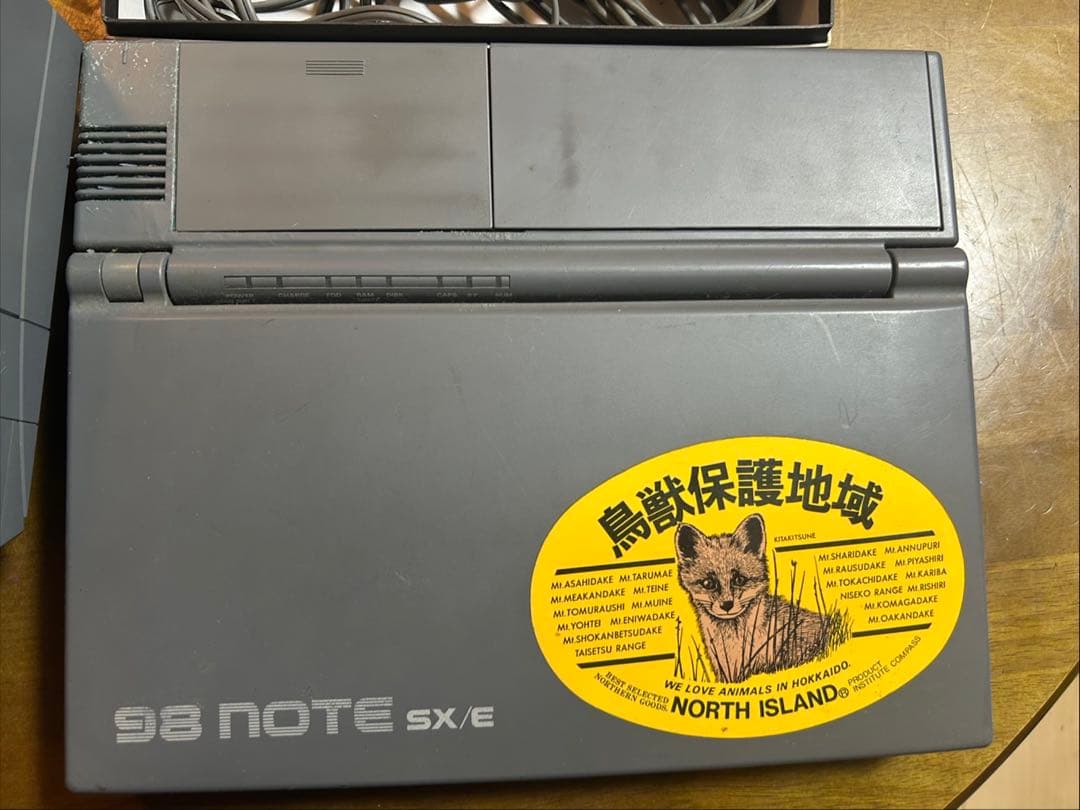 POWER CHARGE FDD RAM DISK CAPS NUM
鳥獣保護地域
KITAKITSUNE
MT.ASAHIDAKE MT.TARUMAE
MT.MEAKANDAKE MT.TEINE
MT.TOMURAUSHI MT.MUINE
MT.YOHTEI MT.ENIWADAKE
MT.SHOKANBETSUDAKE
TAISETSU RANGE
MT.SHARIDAKE MT.ANNUPURI
MT.RAUSUDAKE MT.PIYASHIRI
MT.TOKACHIDAKE MT.KARIBA
NISEKO RANGE MT.RISHIRI
MT.KOMAGADAKE
MT.OAKANDAKE
WE LOVE ANIMALS IN HOKKAIDO.
BEST SELECTED
NORTHERN GOODS.
NORTH ISLAND®
PRODUCT
INSTITUTE COMPASS
98 NOTE SX/E